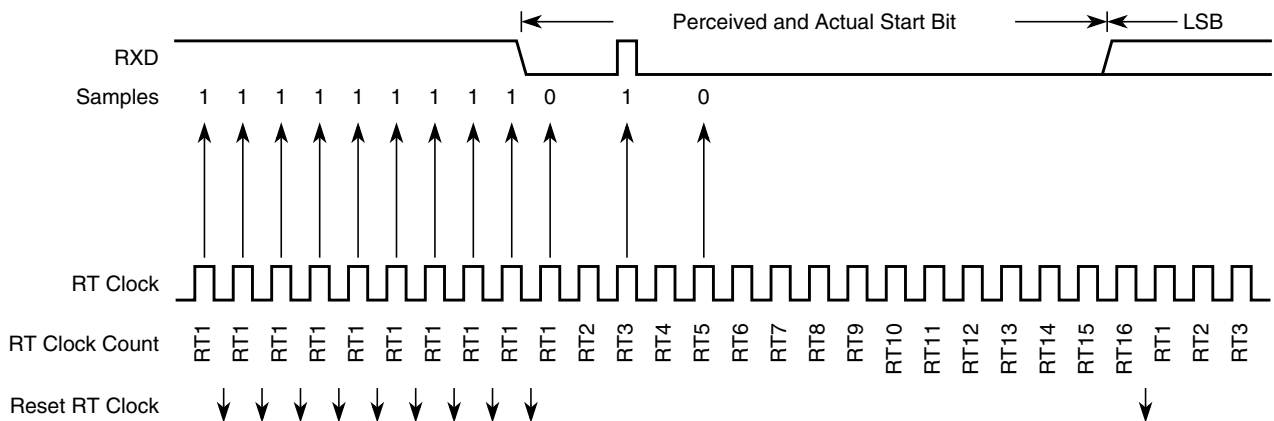 Perceived and Actual Start Bit LSB
RXD
Samples 1 1 1 1 1 1 1 1 1 0 1 0
RT Clock
RT Clock Count RT1 RT1 RT1 RT1 RT1 RT1 RT1 RT1 RT1 RT1 RT2 RT3 RT4 RT5 RT6 RT7 RT8 RT9 RT10 RT11 RT12 RT13 RT14 RT15 RT16 RT1 RT2 RT3
Reset RT Clock